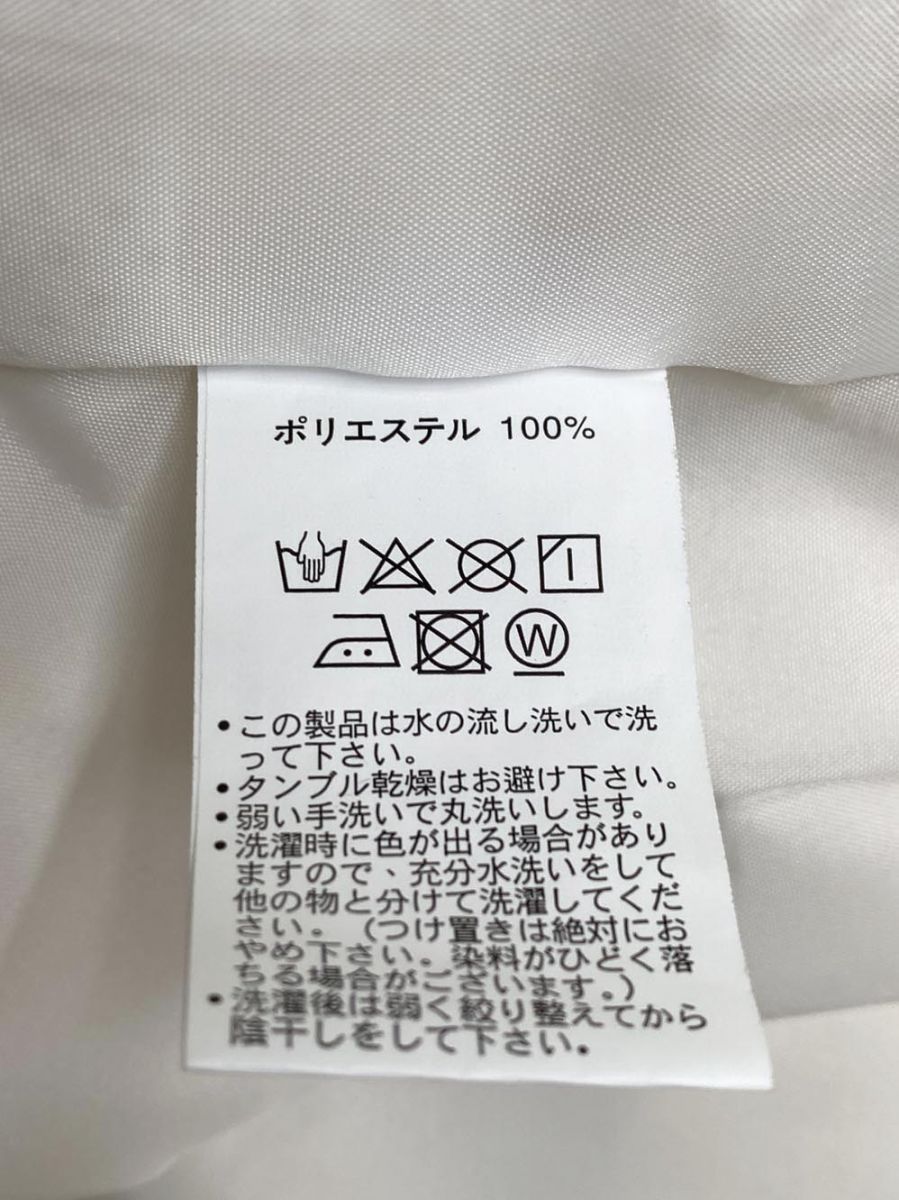 ポリエステル 100%
W
•この製品は水の流し洗いで洗
って下さい。
•タンブル乾燥はお避け下さい。
•弱い手洗いで丸洗いします。
•洗濯時に色が出る場合があり
ますので、充分水洗いをして
他の物と分けて洗濯してくだ
さい。（つけ置きは絶対にお
やめ下さい.染料がひどく落
ちる場合がございます.）
•洗濯後は弱く絞り整えてから
陰干しをして下さい.